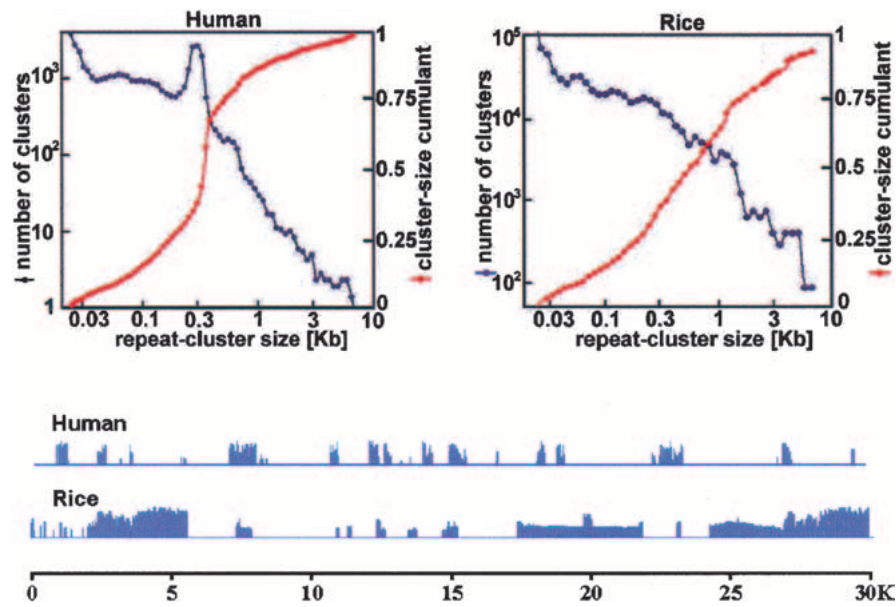 Human
number of clusters
10³
10²
10
1
1
0.75
0.5
0.25
0
cluster-size cumulant
0.03 0.1 0.3 1 3 10
repeat-cluster size [Kb]
Rice
number of clusters
10⁵
10⁴
10³
10²
1
0.75
0.5
0.25
0
cluster-size cumulant
0.03 0.1 0.3 1 3 10
repeat-cluster size [Kb]
Human
Rice
0 5 10 15 20 25 30K